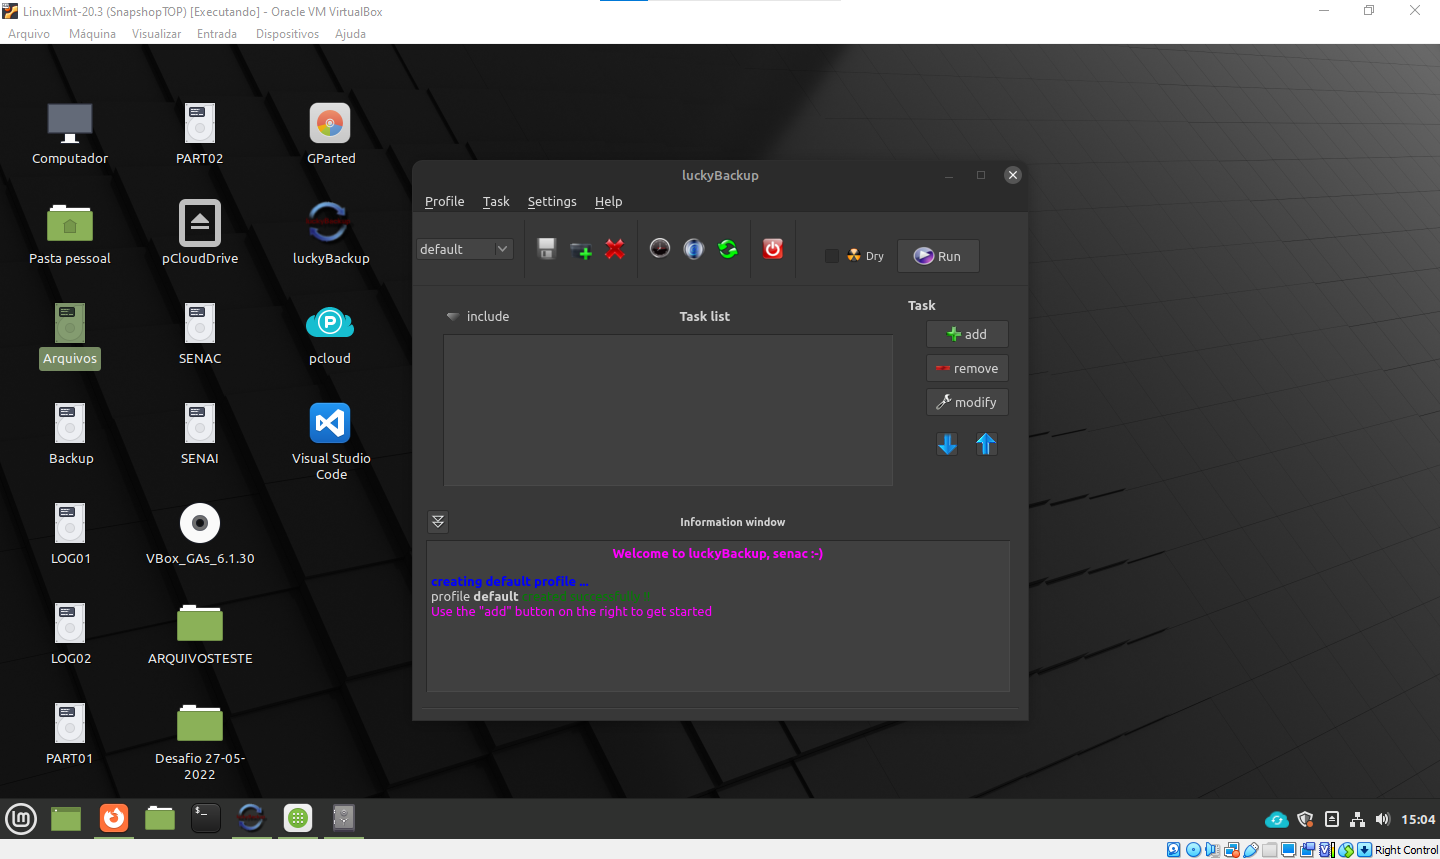 LinuxMint-20.3 (SnapshopTOP) [Executando] - Oracle VM VirtualBox
Arquivo Máquina Visualizar Entrada Dispositivos Ajuda
Computador
PART02
GParted
Pasta pessoal
pCloudDrive
luckyBackup
Arquivos
SENAC
pcloud
Backup
SENAI
Visual Studio
Code
LOG01
VBox_GAs_6.1.30
LOG02
ARQUIVOSTESTE
PART01
Desafio 27-05-
2022
luckyBackup
Profile Task Settings Help
default
Dry
Run
include
Task list
Task
add
remove
modify
Information window
Welcome to luckyBackup, senac :-)
creating default profile ...
profile default created successfully !!
Use the "add" button on the right to get started
15:04
Right Control